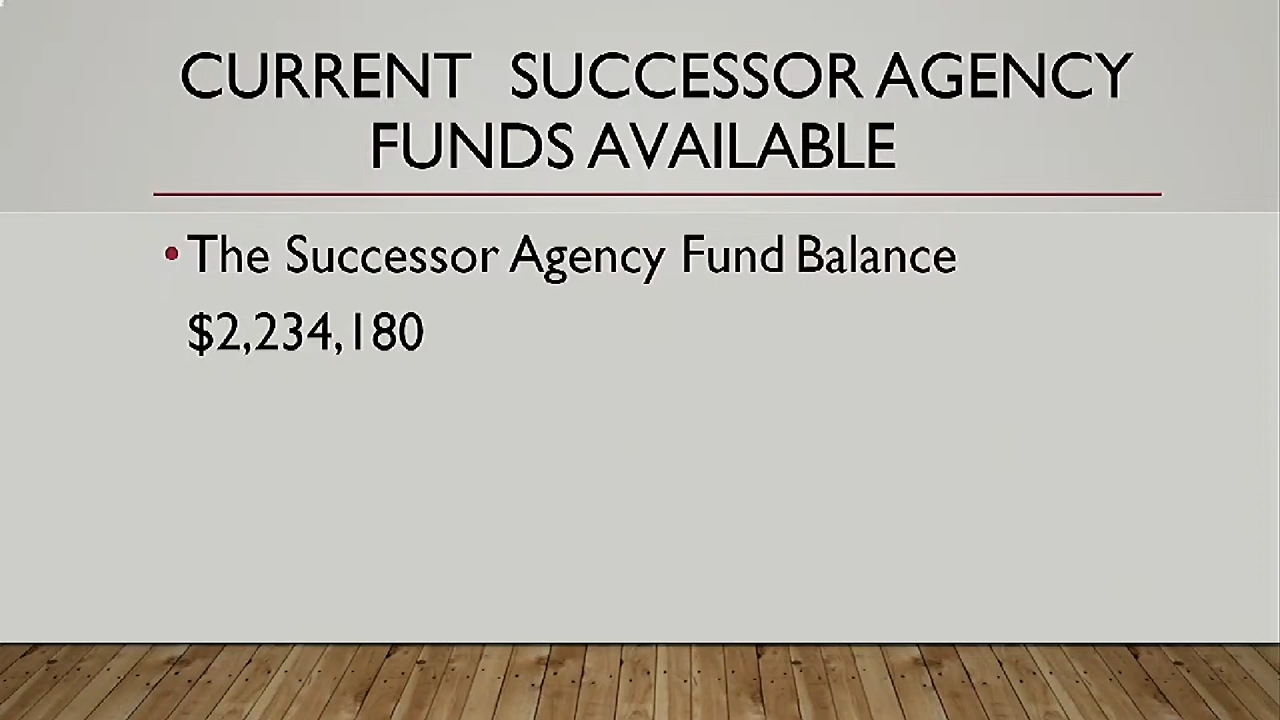 CURRENT  SUCCESSOR AGENCY
FUNDS AVAILABLE
• The Successor Agency Fund Balance
$2,234,180